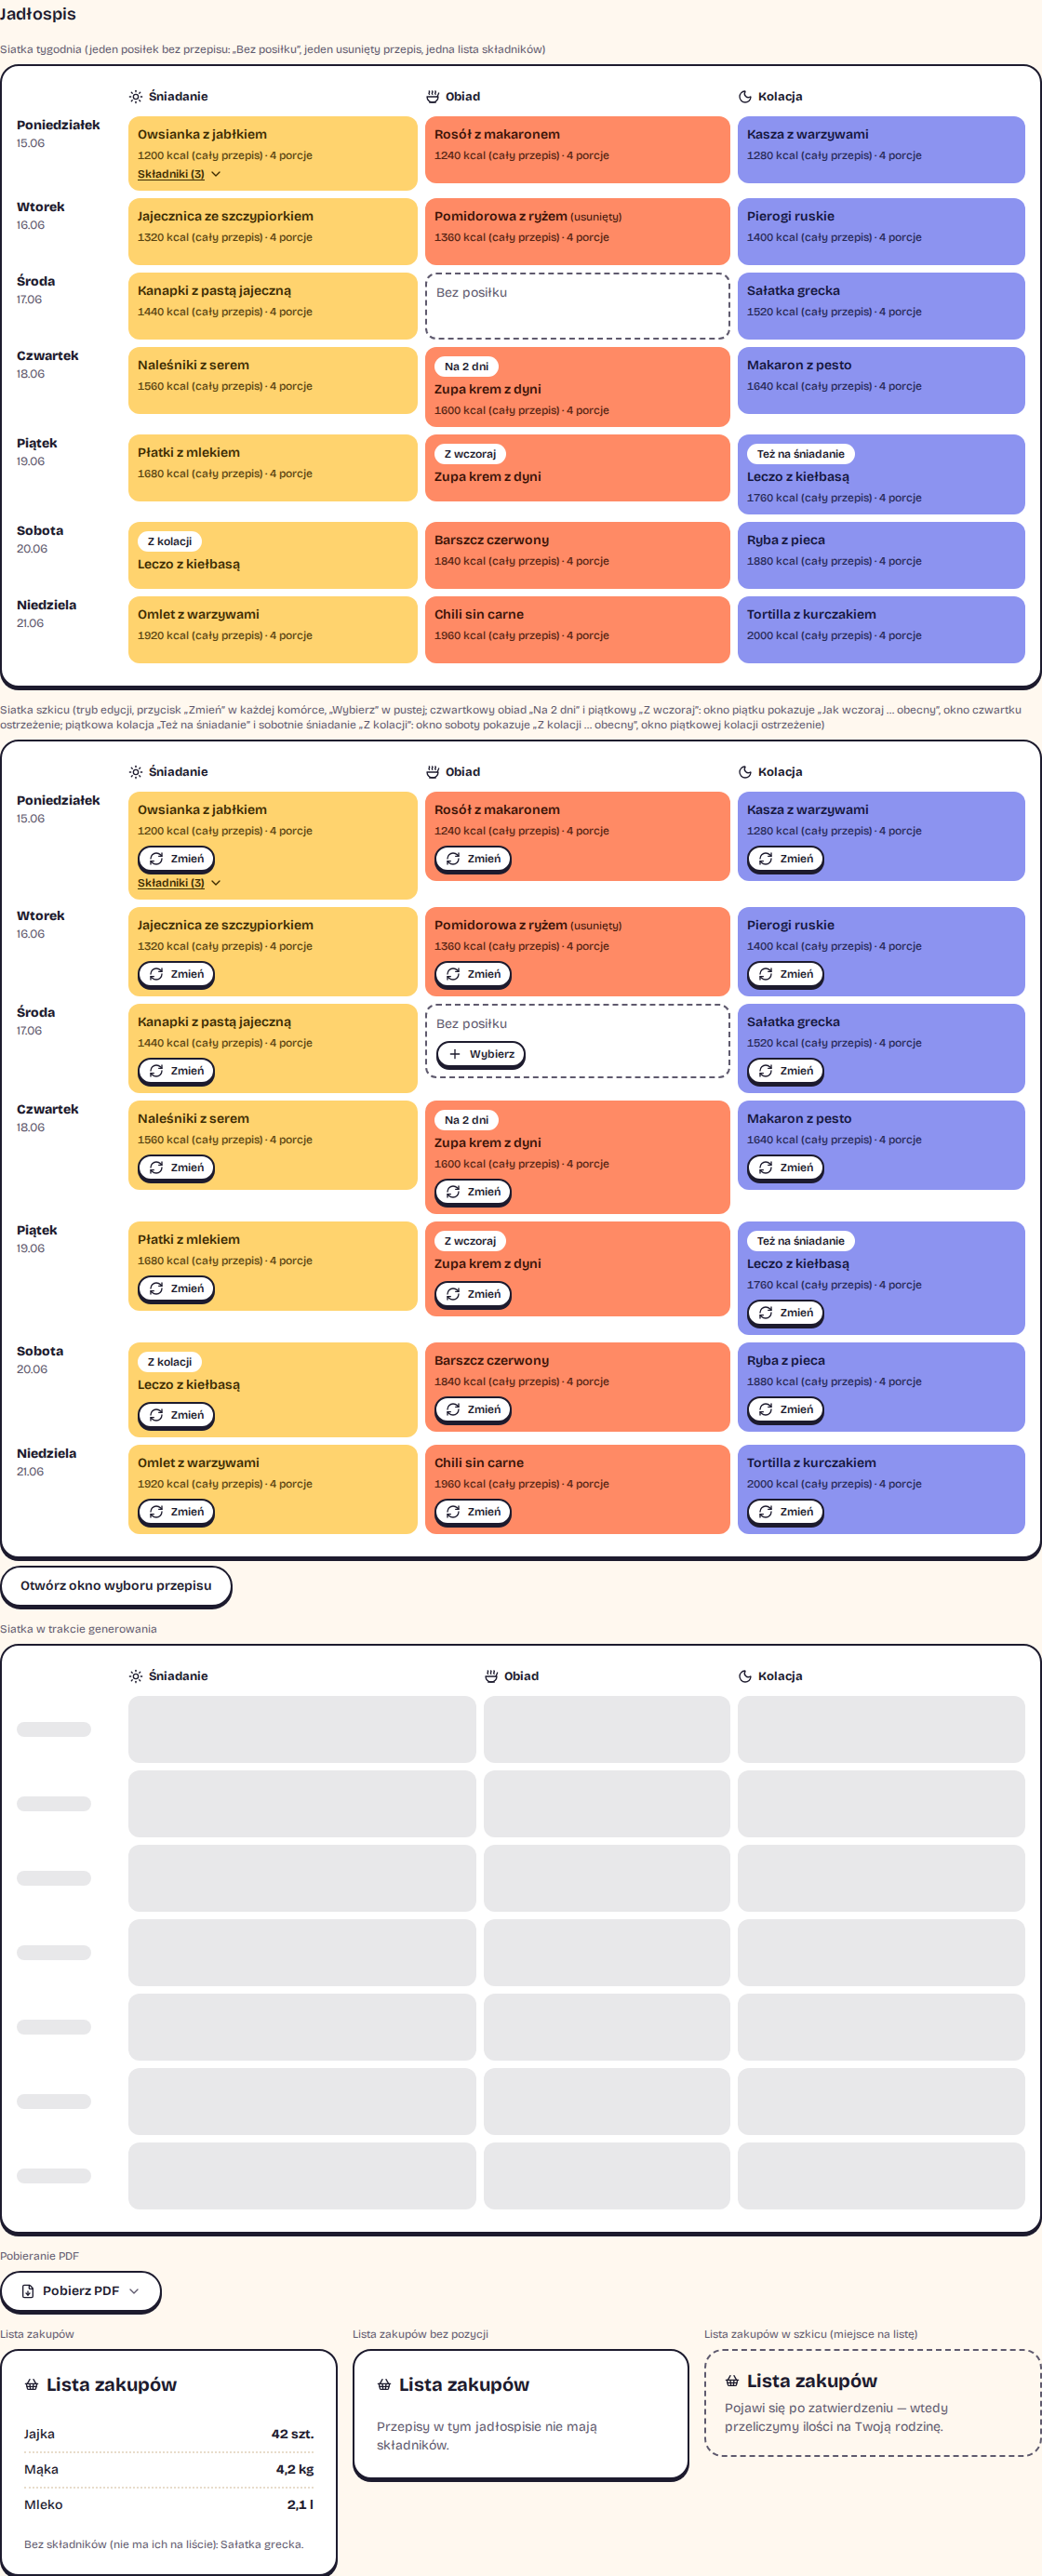 Jadłospis
Siatka tygodnia (jeden posiłek bez przepisu: „Bez posiłku”, jeden usunięty przepis, jedna lista składników)
Śniadanie Obiad Kolacja
Poniedziałek
15.06
Owsianka z jabłkiem
1200 kcal (cały przepis) · 4 porcje
Składniki (3)
Rosół z makaronem
1240 kcal (cały przepis) · 4 porcje
Kasza z warzywami
1280 kcal (cały przepis) · 4 porcje
Wtorek
16.06
Jajecznica ze szczypiorkiem
1320 kcal (cały przepis) · 4 porcje
Pomidorowa z ryżem (usunięty)
1360 kcal (cały przepis) · 4 porcje
Pierogi ruskie
1400 kcal (cały przepis) · 4 porcje
Środa
17.06
Kanapki z pastą jajeczną
1440 kcal (cały przepis) · 4 porcje
Bez posiłku
Sałatka grecka
1520 kcal (cały przepis) · 4 porcje
Czwartek
18.06
Naleśniki z serem
1560 kcal (cały przepis) · 4 porcje
Na 2 dni
Zupa krem z dyni
1600 kcal (cały przepis) · 4 porcje
Makaron z pesto
1640 kcal (cały przepis) · 4 porcje
Piątek
19.06
Płatki z mlekiem
1680 kcal (cały przepis) · 4 porcje
Z wczoraj
Zupa krem z dyni
Też na śniadanie
Leczo z kiełbasą
1760 kcal (cały przepis) · 4 porcje
Sobota
20.06
Z kolacji
Leczo z kiełbasą
Barszcz czerwony
1840 kcal (cały przepis) · 4 porcje
Ryba z pieca
1880 kcal (cały przepis) · 4 porcje
Niedziela
21.06
Omlet z warzywami
1920 kcal (cały przepis) · 4 porcje
Chili sin carne
1960 kcal (cały przepis) · 4 porcje
Tortilla z kurczakiem
2000 kcal (cały przepis) · 4 porcje
Siatka szkicu (tryb edycji, przycisk „Zmień” w każdej komórce, „Wybierz” w pustej; czwartkowy obiad „Na 2 dni” i piątkowy „Z wczoraj”: okno piątku pokazuje „Jak wczoraj ... obecny”, okno czwartku
ostrzeżenie; piątkowa kolacja „Też na śniadanie” i sobotnie śniadanie „Z kolacji”: okno soboty pokazuje „Z kolacji ... obecny”, okno piątkowej kolacji ostrzeżenie)
Śniadanie Obiad Kolacja
Poniedziałek
15.06
Owsianka z jabłkiem
1200 kcal (cały przepis) · 4 porcje
Zmień
Składniki (3)
Rosół z makaronem
1240 kcal (cały przepis) · 4 porcje
Zmień
Kasza z warzywami
1280 kcal (cały przepis) · 4 porcje
Zmień
Wtorek
16.06
Jajecznica ze szczypiorkiem
1320 kcal (cały przepis) · 4 porcje
Zmień
Pomidorowa z ryżem (usunięty)
1360 kcal (cały przepis) · 4 porcje
Zmień
Pierogi ruskie
1400 kcal (cały przepis) · 4 porcje
Zmień
Środa
17.06
Kanapki z pastą jajeczną
1440 kcal (cały przepis) · 4 porcje
Zmień
Bez posiłku
Wybierz
Sałatka grecka
1520 kcal (cały przepis) · 4 porcje
Zmień
Czwartek
18.06
Naleśniki z serem
1560 kcal (cały przepis) · 4 porcje
Zmień
Na 2 dni
Zupa krem z dyni
1600 kcal (cały przepis) · 4 porcje
Zmień
Makaron z pesto
1640 kcal (cały przepis) · 4 porcje
Zmień
Piątek
19.06
Płatki z mlekiem
1680 kcal (cały przepis) · 4 porcje
Zmień
Z wczoraj
Zupa krem z dyni
Zmień
Też na śniadanie
Leczo z kiełbasą
1760 kcal (cały przepis) · 4 porcje
Zmień
Sobota
20.06
Z kolacji
Leczo z kiełbasą
Zmień
Barszcz czerwony
1840 kcal (cały przepis) · 4 porcje
Zmień
Ryba z pieca
1880 kcal (cały przepis) · 4 porcje
Zmień
Niedziela
21.06
Omlet z warzywami
1920 kcal (cały przepis) · 4 porcje
Zmień
Chili sin carne
1960 kcal (cały przepis) · 4 porcje
Zmień
Tortilla z kurczakiem
2000 kcal (cały przepis) · 4 porcje
Zmień
Otwórz okno wyboru przepisu
Siatka w trakcie generowania
Śniadanie Obiad Kolacja
Pobieranie PDF
Pobierz PDF
Lista zakupów
Lista zakupów
Jajka 42 szt.
Mąka 4,2 kg
Mleko 2,1 l
Bez składników (nie ma ich na liście): Sałatka grecka.
Lista zakupów bez pozycji
Lista zakupów
Przepisy w tym jadłospisie nie mają
składników.
Lista zakupów w szkicu (miejsce na listę)
Lista zakupów
Pojawi się po zatwierdzeniu — wtedy
przeliczymy ilości na Twoją rodzinę.